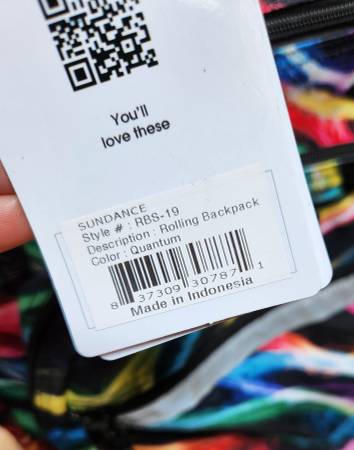 You'll
love these
SUNDANCE
Style # : RBS-19
Description : Rolling Backpack
Color : Quantum
8 37309 30787 1
Made in Indonesia